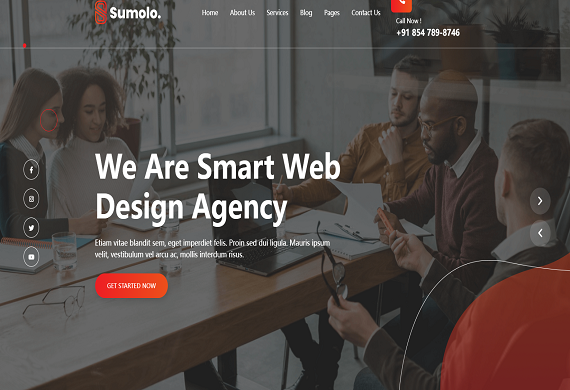 Sumolo.
Home About Us Services Blog Pages Contact Us
Call Now !
+91 854 789-8746
We Are Smart Web
Design Agency
Etiam vitae blandit sem, eget imperdiet felis. Proin sed dui ligula. Mauris ipsum
velit, vestibulum vel arcu ac, mollis interdum risus.
GET STARTED NOW